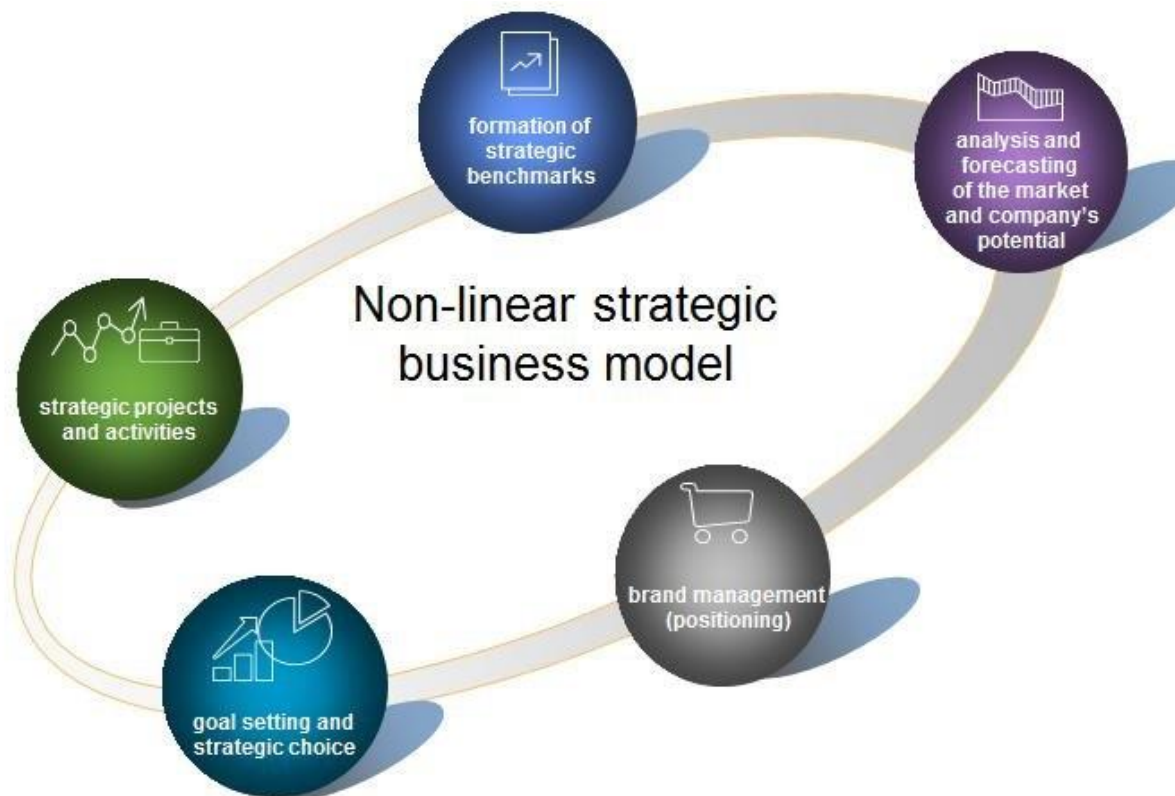 formation of
strategic
benchmarks
analysis and
forecasting
of the market
and company's
potential
Non-linear strategic
business model
strategic projects
and activities
brand management
(positioning)
goal setting and
strategic choice